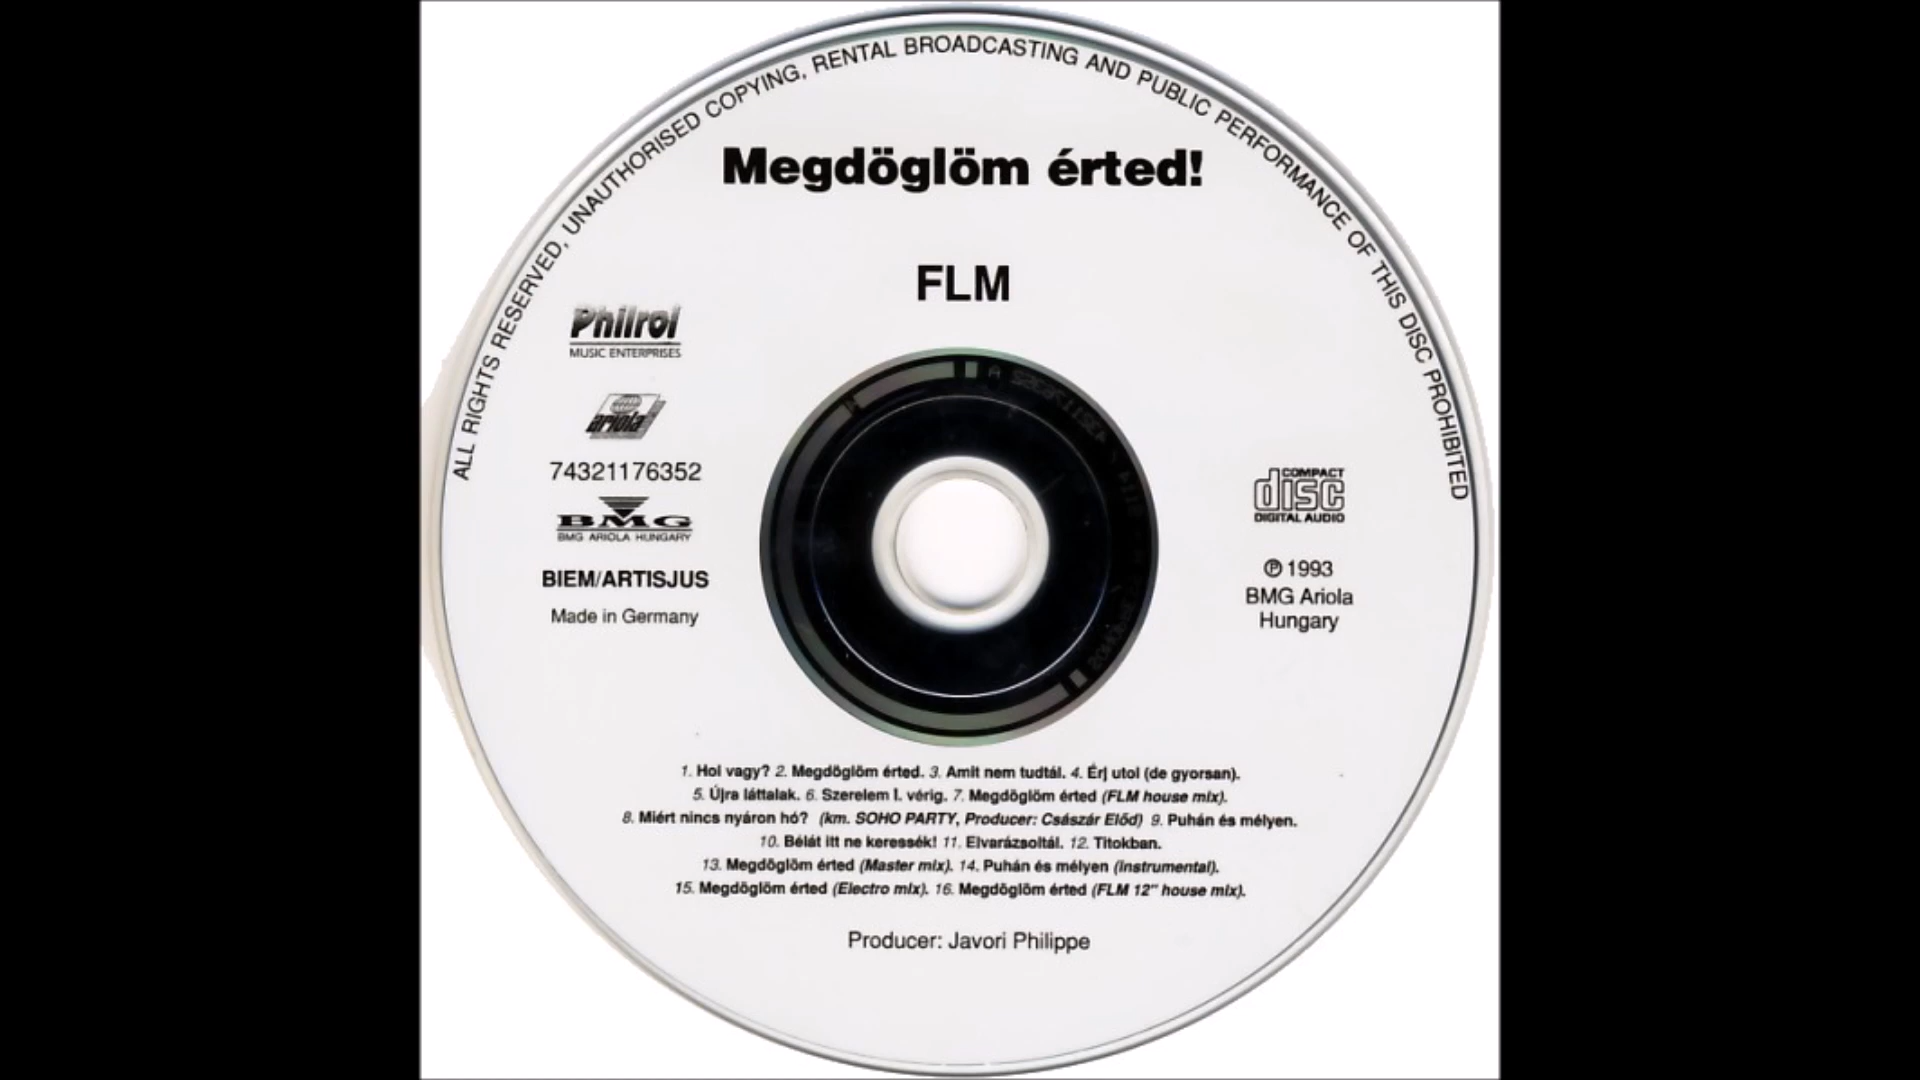 ALL RIGHTS RESERVED, UNAUTHORISED COPYING, RENTAL BROADCASTING AND PUBLIC PERFORMANCE OF THIS DISC PROHIBITED
Megdöglöm érted!
FLM
Philrol
MUSIC ENTERPRISES
ariola
74321176352
BMG
BMG ARIOLA HUNGARY
BIEM/ARTISJUS
Made in Germany
COMPACT
disc
DIGITAL AUDIO
℗ 1993
BMG Ariola
Hungary
1. Hol vagy? 2. Megdöglöm érted. 3. Amit nem tudtál. 4. Érj utol (de gyorsan).
5. Újra láttalak. 6. Szerelem I. vérig. 7. Megdöglöm érted (FLM house mix).
8. Miért nincs nyáron hó? (km. SOHO PARTY, Producer: Császár Előd) 9. Puhán és mélyen.
10. Bélát itt ne keressék! 11. Elvarázsoltál. 12. Titokban.
13. Megdöglöm érted (Master mix). 14. Puhán és mélyen (instrumental).
15. Megdöglöm érted (Electro mix). 16. Megdöglöm érted (FLM 12" house mix).
Producer: Javori Philippe